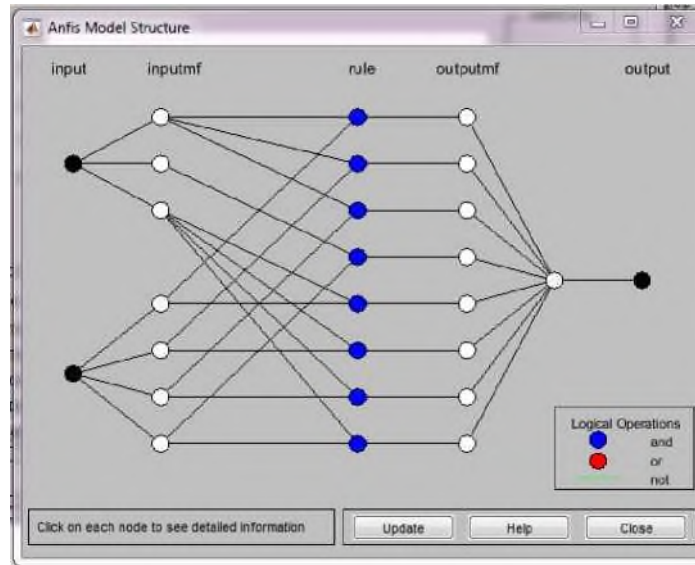 Anfis Model Structure
input inputmf rule outputmf output
Logical Operations
and
or
not
Click on each node to see detailed information
Update Help Close